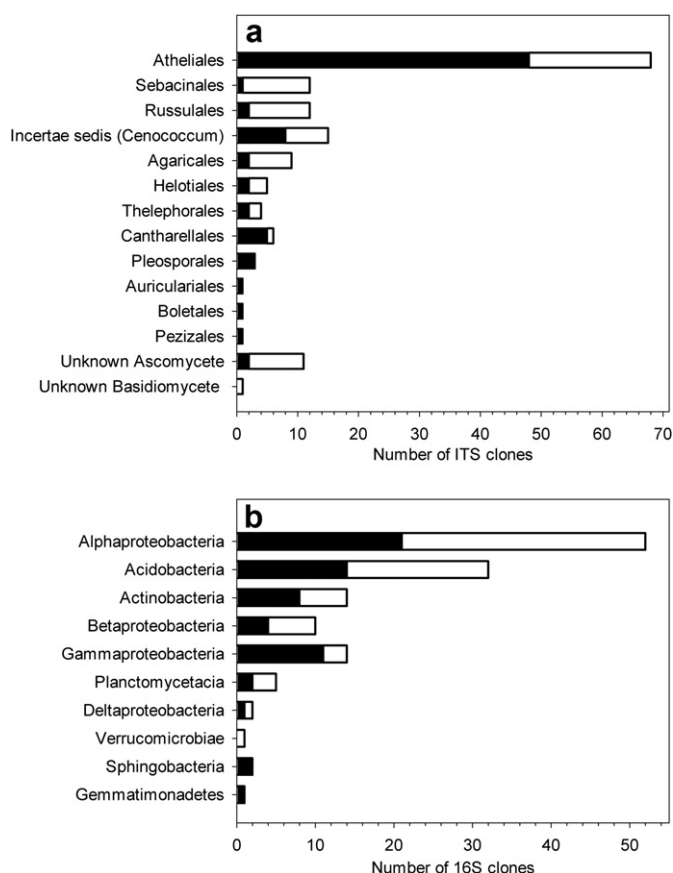 a
Atheliales
Sebacinales
Russulales
Incertae sedis (Cenococcum)
Agaricales
Helotiales
Thelephorales
Cantharellales
Pleosporales
Auriculariales
Boletales
Pezizales
Unknown Ascomycete
Unknown Basidiomycete
0 10 20 30 40 50 60 70
Number of ITS clones
b
Alphaproteobacteria
Acidobacteria
Actinobacteria
Betaproteobacteria
Gammaproteobacteria
Planctomycetacia
Deltaproteobacteria
Verrucomicrobiae
Sphingobacteria
Gemmatimonadetes
0 10 20 30 40 50
Number of 16S clones